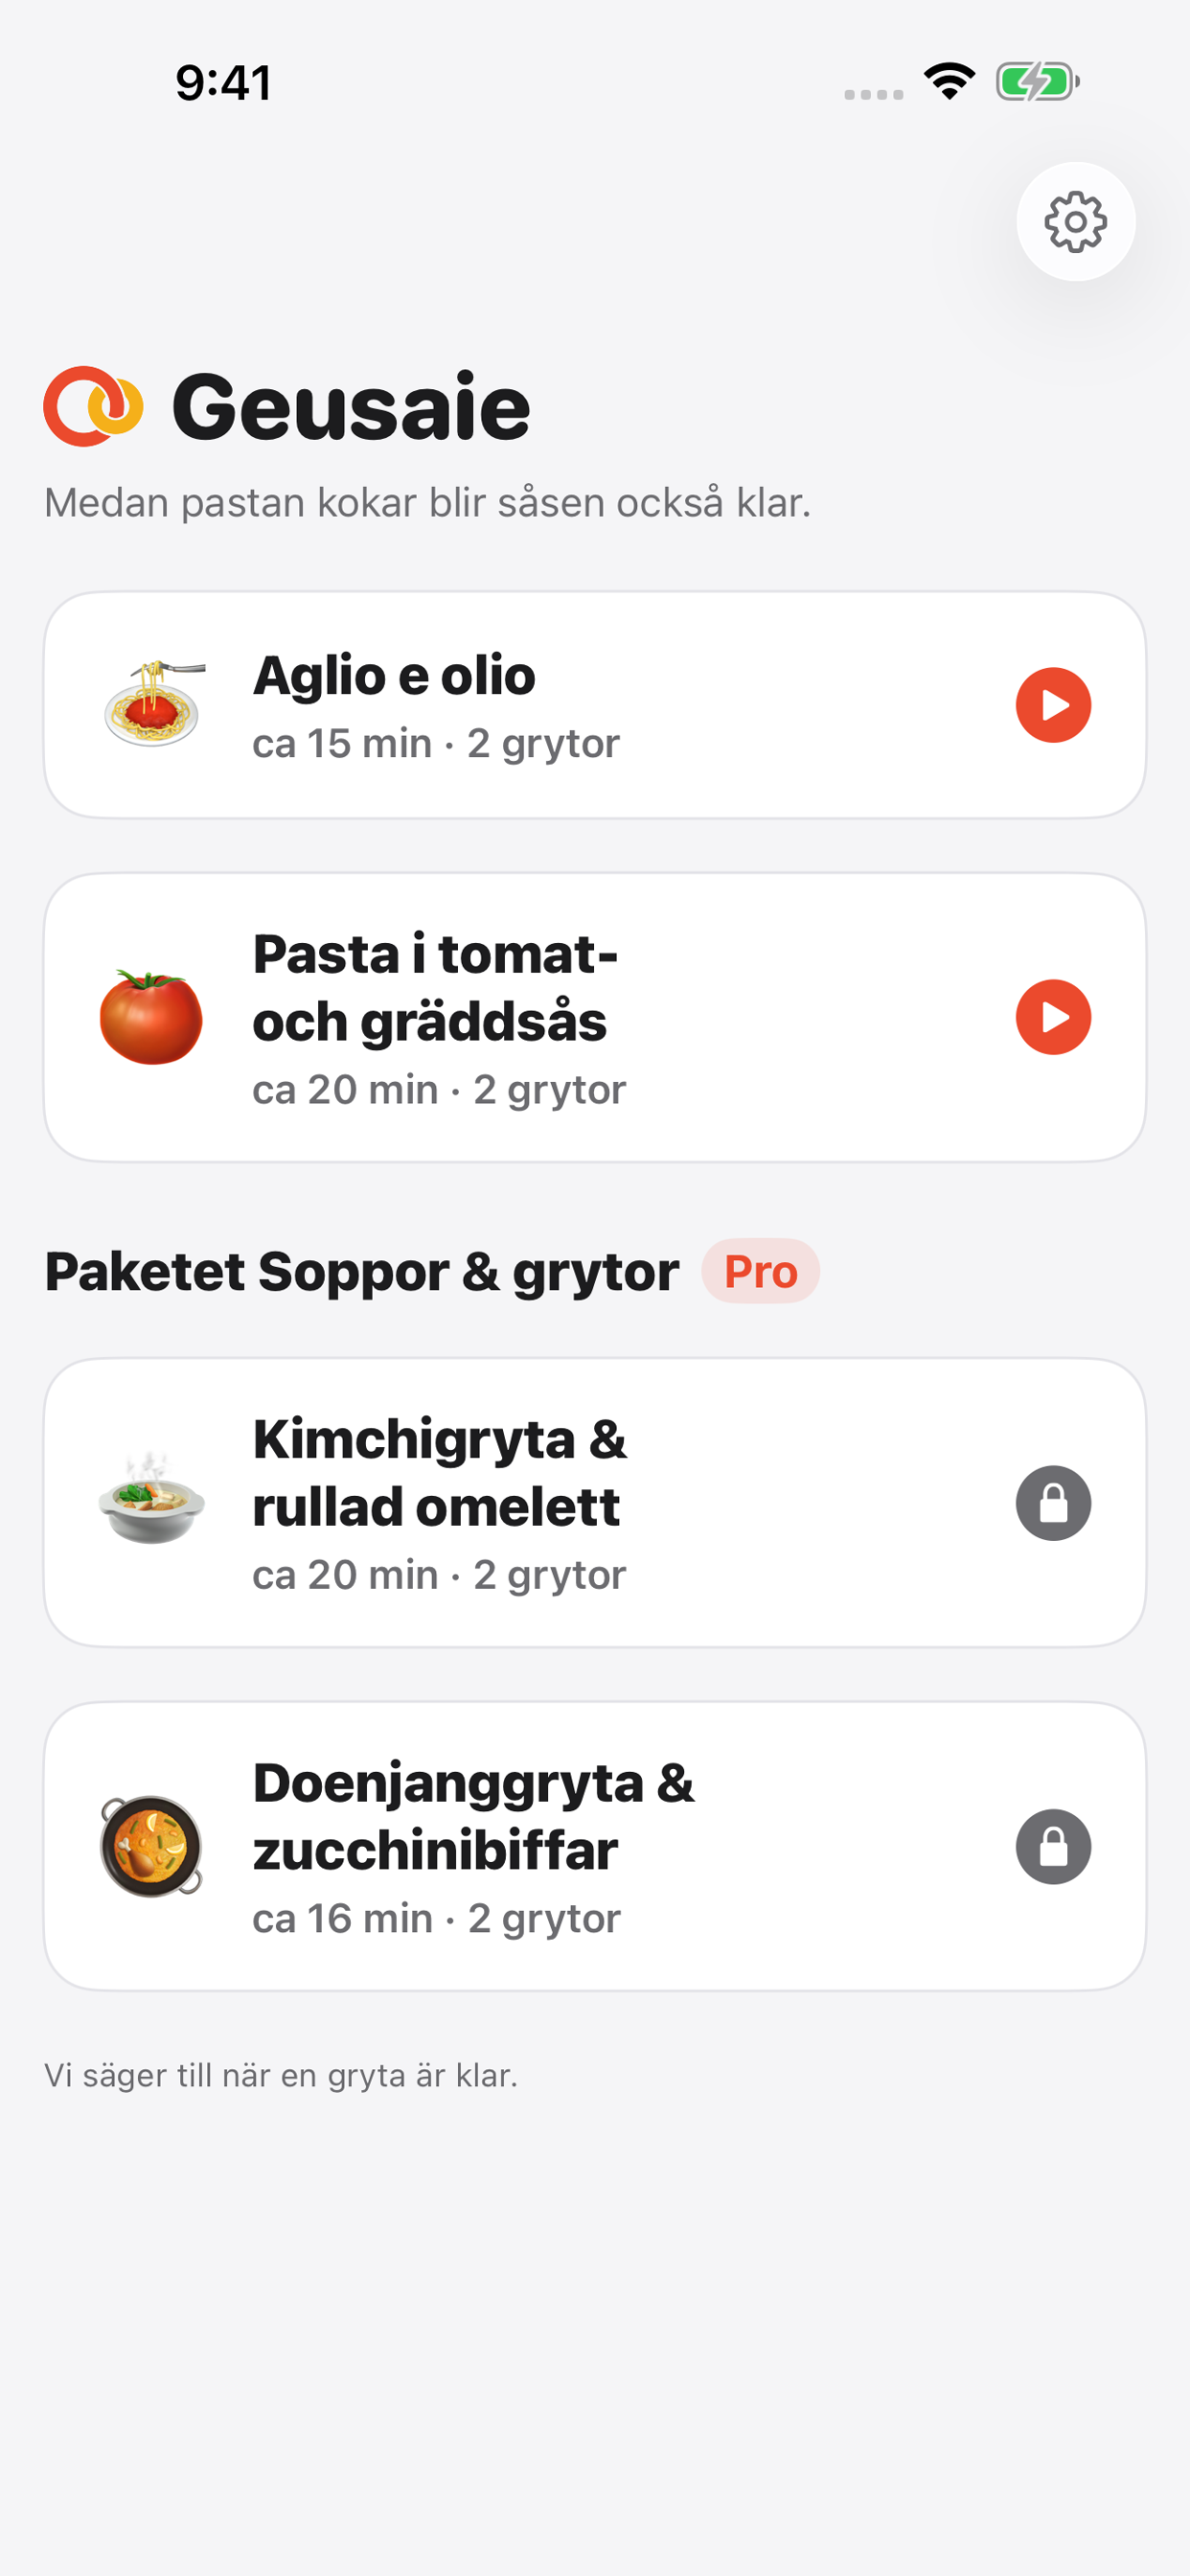 9:41
Geusaie
Medan pastan kokar blir såsen också klar.
Aglio e olio
ca 15 min · 2 grytor
Pasta i tomat-
och gräddsås
ca 20 min · 2 grytor
Paketet Soppor & grytor Pro
Kimchigryta &
rullad omelett
ca 20 min · 2 grytor
Doenjanggryta &
zucchinibiffar
ca 16 min · 2 grytor
Vi säger till när en gryta är klar.